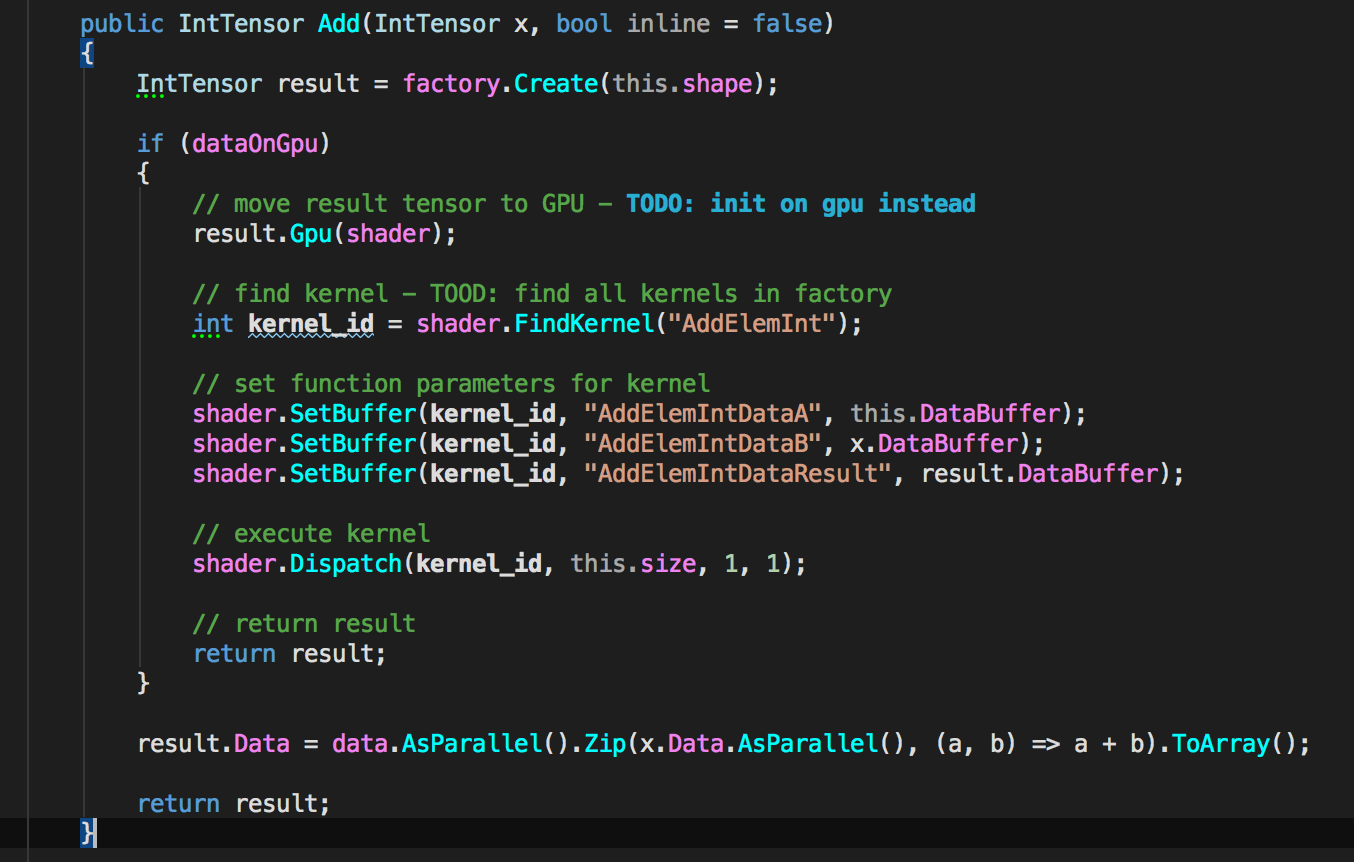 public IntTensor Add(IntTensor x, bool inline = false)
{
IntTensor result = factory.Create(this.shape);
if (dataOnGpu)
{
// move result tensor to GPU – TODO: init on gpu instead
result.Gpu(shader);
// find kernel – TOOD: find all kernels in factory
int kernel_id = shader.FindKernel("AddElemInt");
// set function parameters for kernel
shader.SetBuffer(kernel_id, "AddElemIntDataA", this.DataBuffer);
shader.SetBuffer(kernel_id, "AddElemIntDataB", x.DataBuffer);
shader.SetBuffer(kernel_id, "AddElemIntDataResult", result.DataBuffer);
// execute kernel
shader.Dispatch(kernel_id, this.size, 1, 1);
// return result
return result;
}
result.Data = data.AsParallel().Zip(x.Data.AsParallel(), (a, b) => a + b).ToArray();
return result;
}